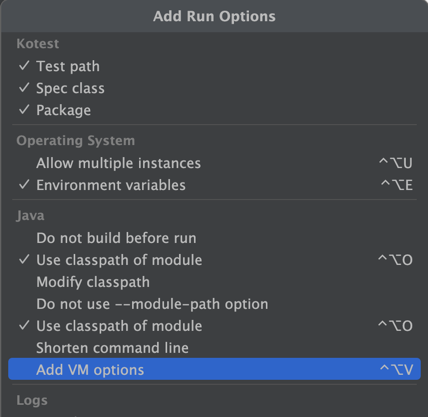 Add Run Options
Kotest
✓ Test path
✓ Spec class
✓ Package
Operating System
Allow multiple instances ^⌥U
✓ Environment variables ^⌥E
Java
Do not build before run
✓ Use classpath of module ^⌥O
Modify classpath
Do not use --module-path option
✓ Use classpath of module ^⌥O
Shorten command line
Add VM options ^⌥V
Logs